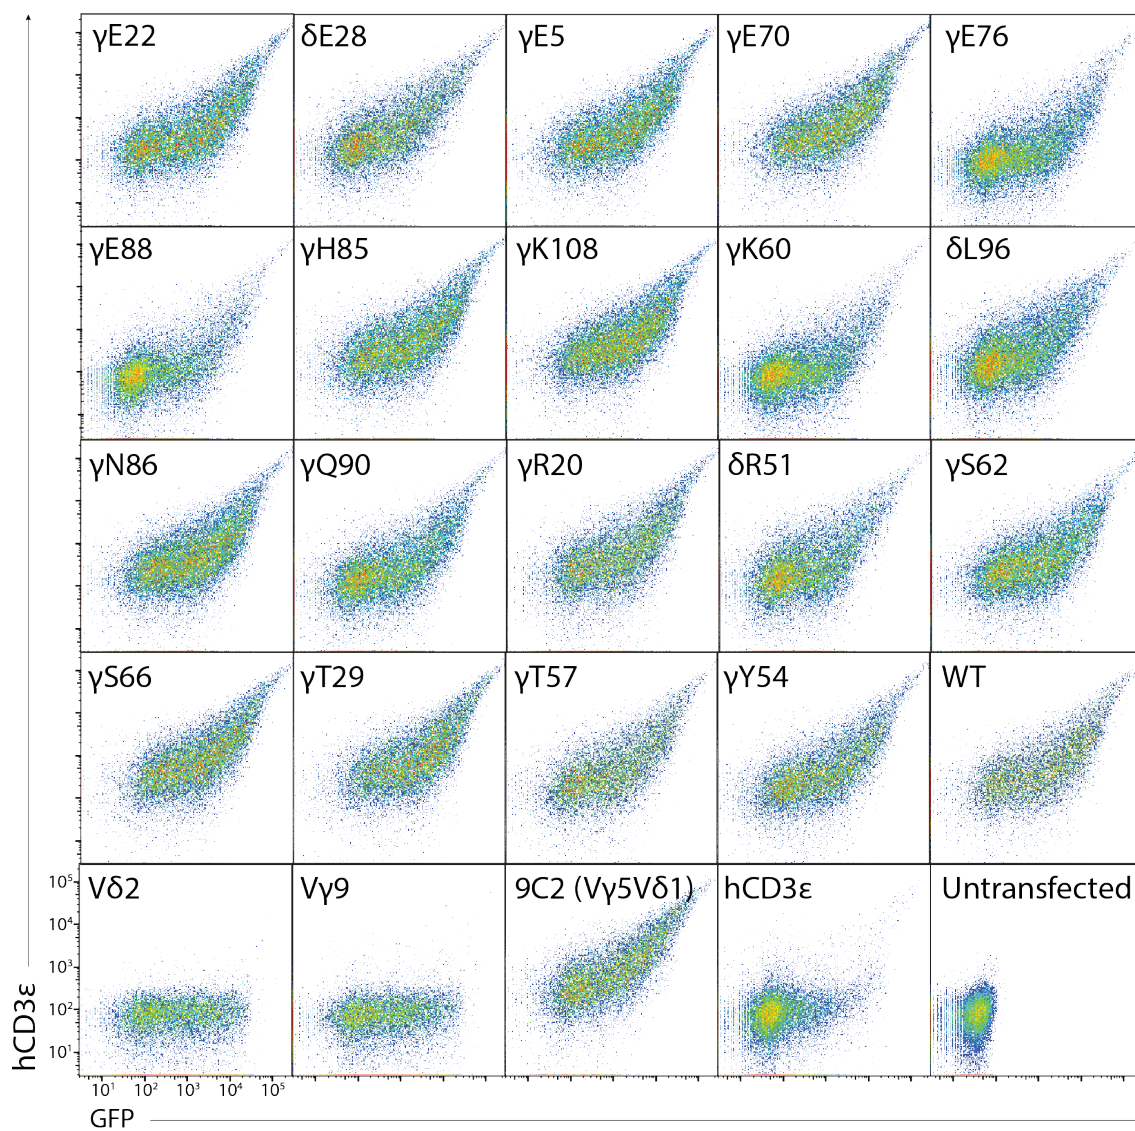 γE22 δE28 γE5 γE70 γE76
γE88 γH85 γK108 γK60 δL96
γN86 γQ90 γR20 δR51 γS62
γS66 γT29 γT57 γY54 WT
Vδ2 Vγ9 9C2 (Vγ5Vδ1) hCD3ε Untransfected
10⁵
10⁴
10³
10²
10¹
hCD3ε
10¹ 10² 10³ 10⁴ 10⁵
GFP